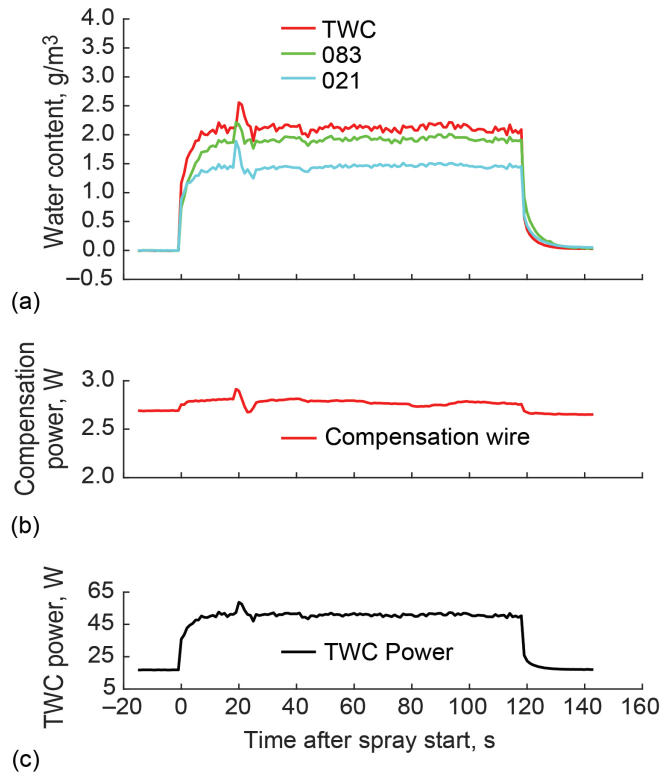 4.0
3.5
3.0
2.5
2.0
1.5
1.0
0.5
0.0
–0.5
Water content, g/m³
TWC
083
021
(a)
3.0
2.5
2.0
Compensation
power, W
Compensation wire
(b)
65
45
25
5
TWC power, W
TWC Power
–20 0 20 40 60 80 100 120 140 160
Time after spray start, s
(c)